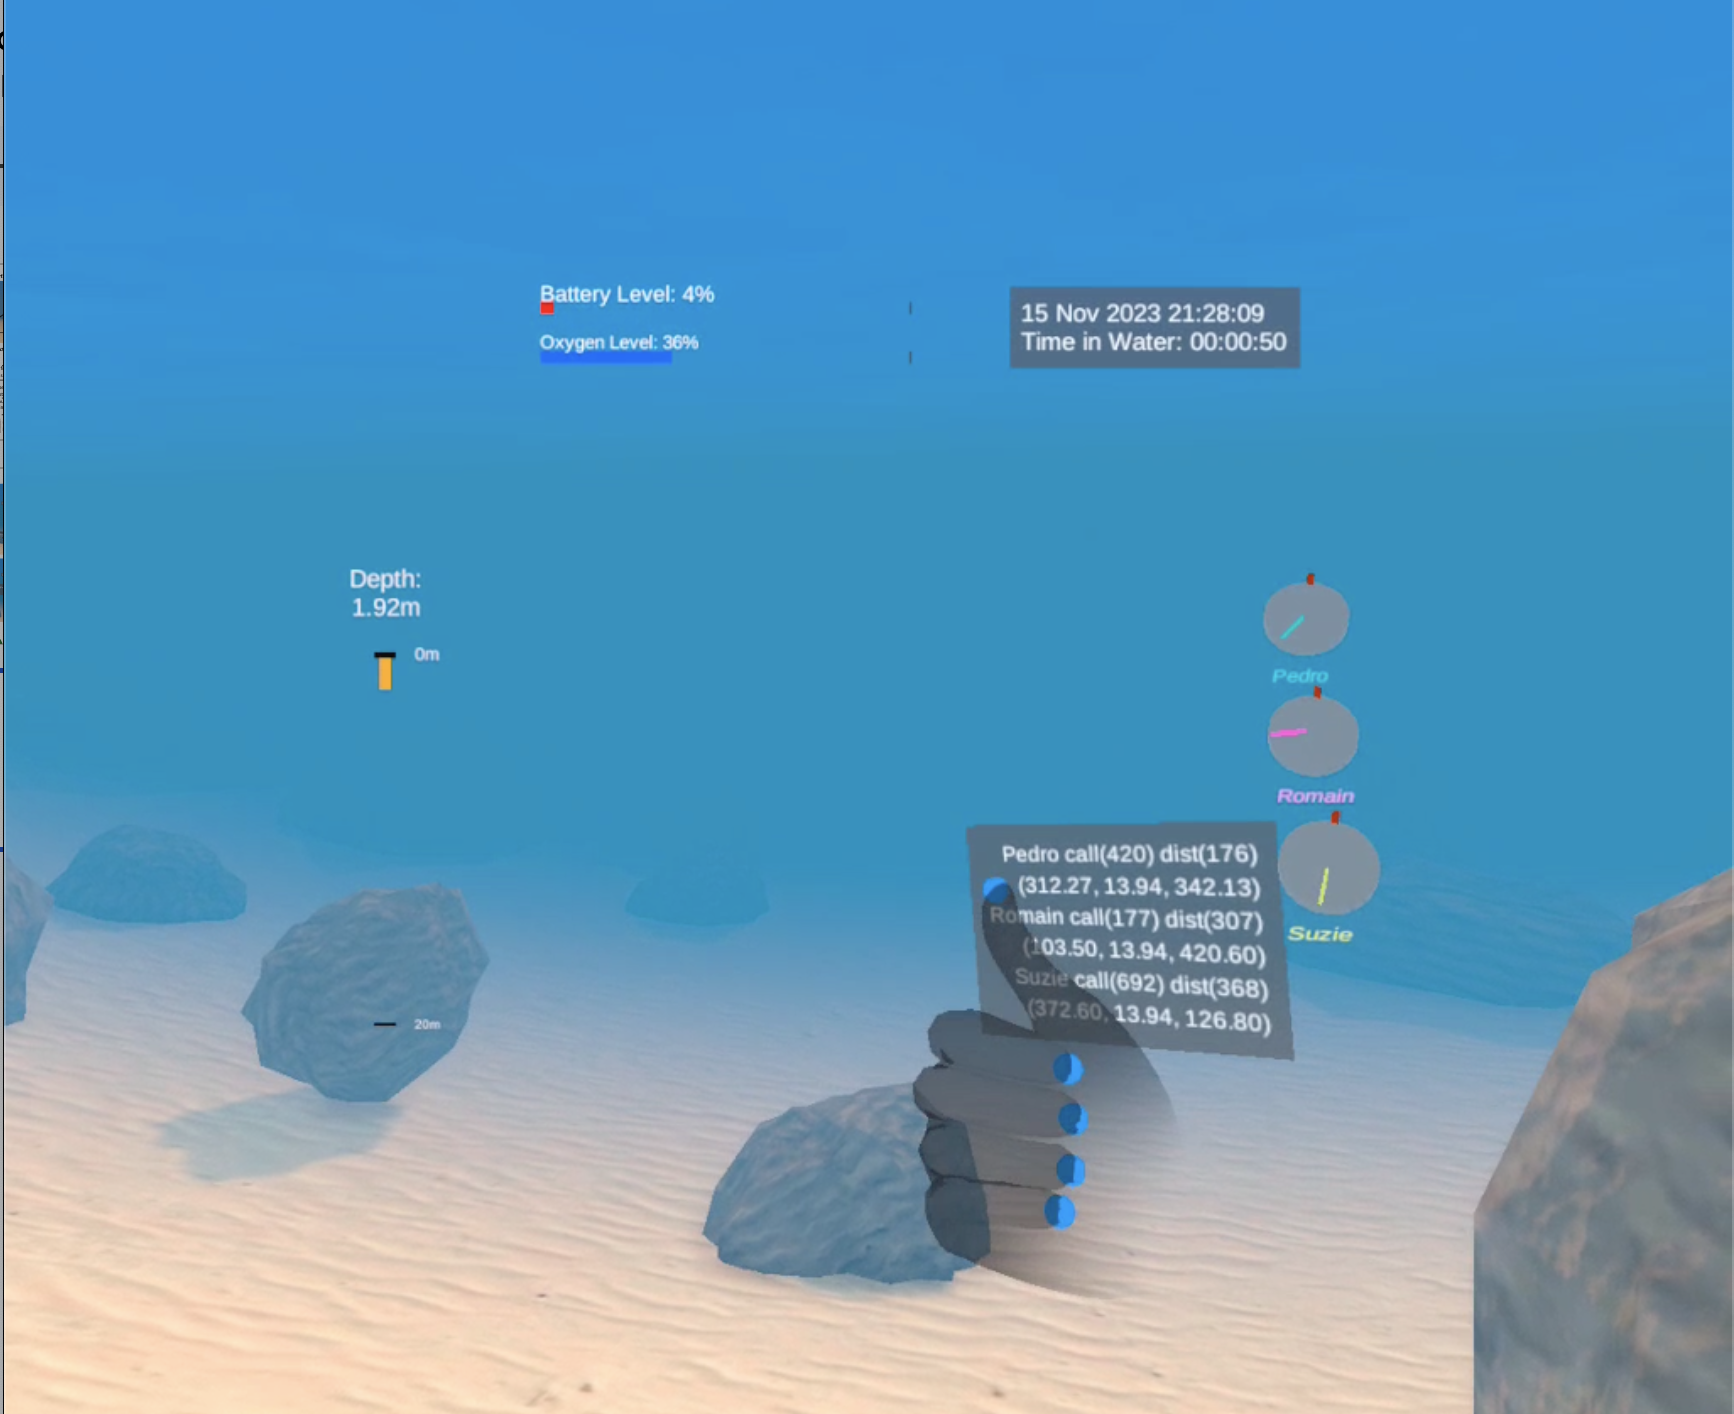 Battery Level: 4%
Oxygen Level: 36%
15 Nov 2023 21:28:09
Time in Water: 00:00:50
Depth:
1.92m
0m
20m
Pedro
Romain
Suzie
Pedro call(420) dist(176)
(312.27, 13.94, 342.13)
Romain call(177) dist(307)
(103.50, 13.94, 420.60)
Suzie call(692) dist(368)
(372.60, 13.94, 126.80)